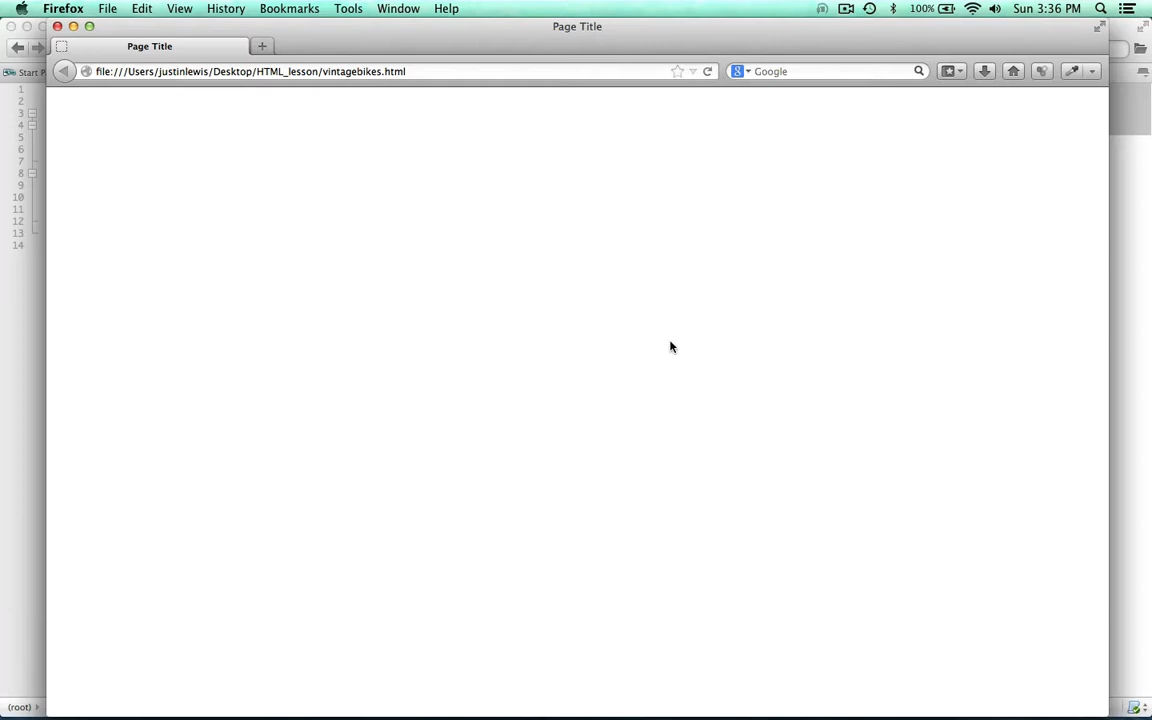 Firefox File Edit View History Bookmarks Tools Window Help 100% Sun 3:36 PM
Page Title
Page Title
file:///Users/justinlewis/Desktop/HTML_lesson/vintagebikes.html
8 Google
Start P
1
2
3
4
5
6
7
8
9
10
11
12
13
14
(root)